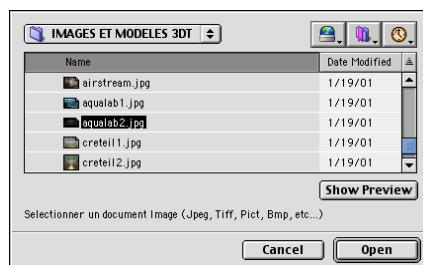 IMAGES ET MODELES 3DT
Name Date Modified
airstream.jpg 1/19/01
aqualab1.jpg 1/19/01
aqualab2.jpg 1/19/01
creteil1.jpg 1/19/01
creteil2.jpg 1/19/01
Show Preview
Selectionner un document Image (Jpeg, Tiff, Pict, Bmp, etc...)
Cancel Open